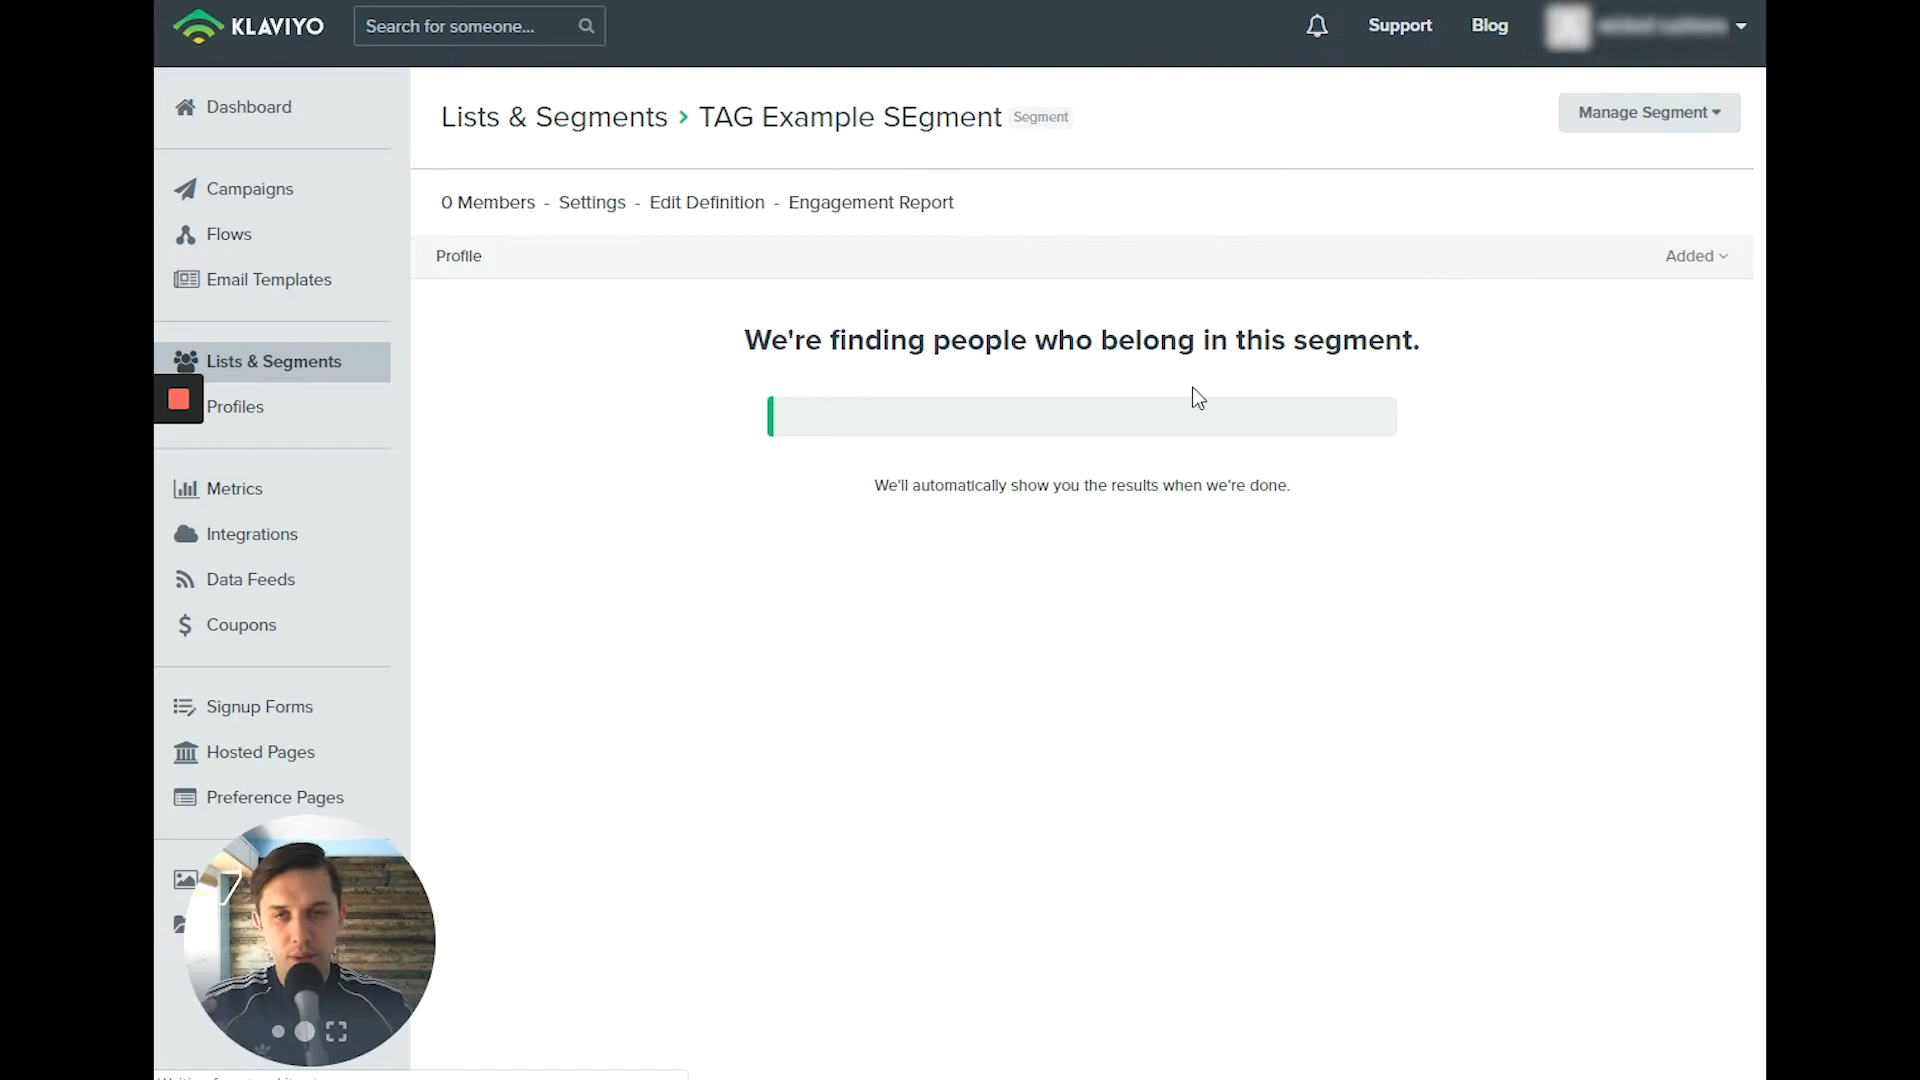 KLAVIYO
Search for someone...
Support
Blog
Dashboard
Campaigns
Flows
Email Templates
Lists & Segments
Profiles
Metrics
Integrations
Data Feeds
Coupons
Signup Forms
Hosted Pages
Preference Pages
Lists & Segments › TAG Example SEgment Segment
Manage Segment
0 Members - Settings - Edit Definition - Engagement Report
Profile
Added
We're finding people who belong in this segment.
We'll automatically show you the results when we're done.